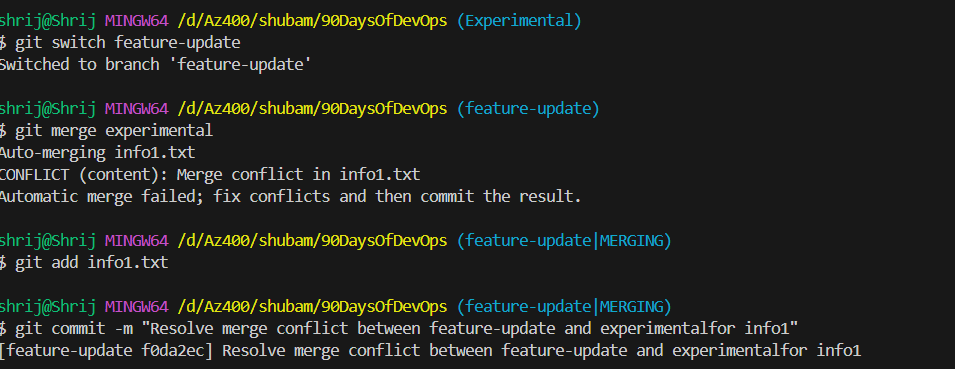 shrij@Shrij MINGW64 /d/Az400/shubam/90DaysOfDevOps (Experimental)
$ git switch feature-update
Switched to branch 'feature-update'
shrij@Shrij MINGW64 /d/Az400/shubam/90DaysOfDevOps (feature-update)
$ git merge experimental
Auto-merging info1.txt
CONFLICT (content): Merge conflict in info1.txt
Automatic merge failed; fix conflicts and then commit the result.
shrij@Shrij MINGW64 /d/Az400/shubam/90DaysOfDevOps (feature-update|MERGING)
$ git add info1.txt
shrij@Shrij MINGW64 /d/Az400/shubam/90DaysOfDevOps (feature-update|MERGING)
$ git commit -m "Resolve merge conflict between feature-update and experimentalfor info1"
[feature-update f0da2ec] Resolve merge conflict between feature-update and experimentalfor info1